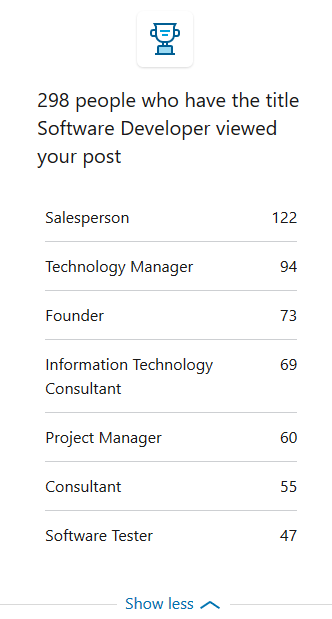 298 people who have the title
Software Developer viewed
your post
Salesperson 122
Technology Manager 94
Founder 73
Information Technology 69
Consultant
Project Manager 60
Consultant 55
Software Tester 47
Show less